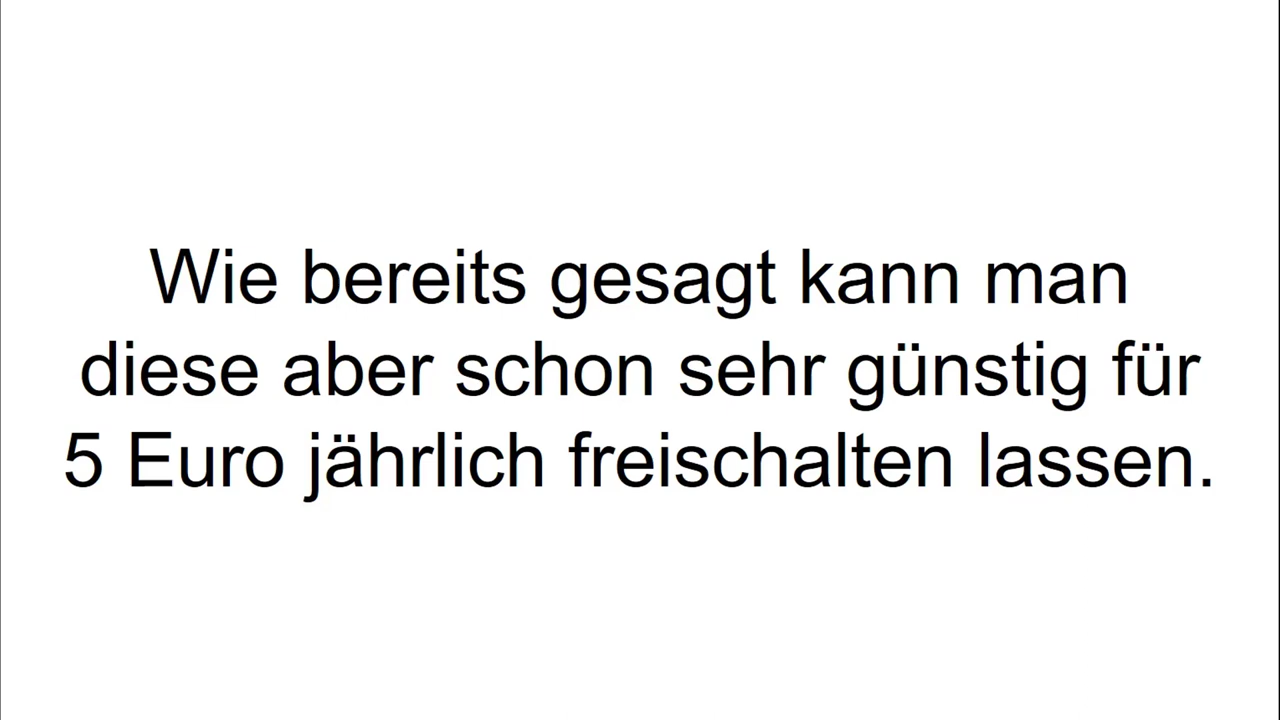 Wie bereits gesagt kann man
diese aber schon sehr günstig für
5 Euro jährlich freischalten lassen.